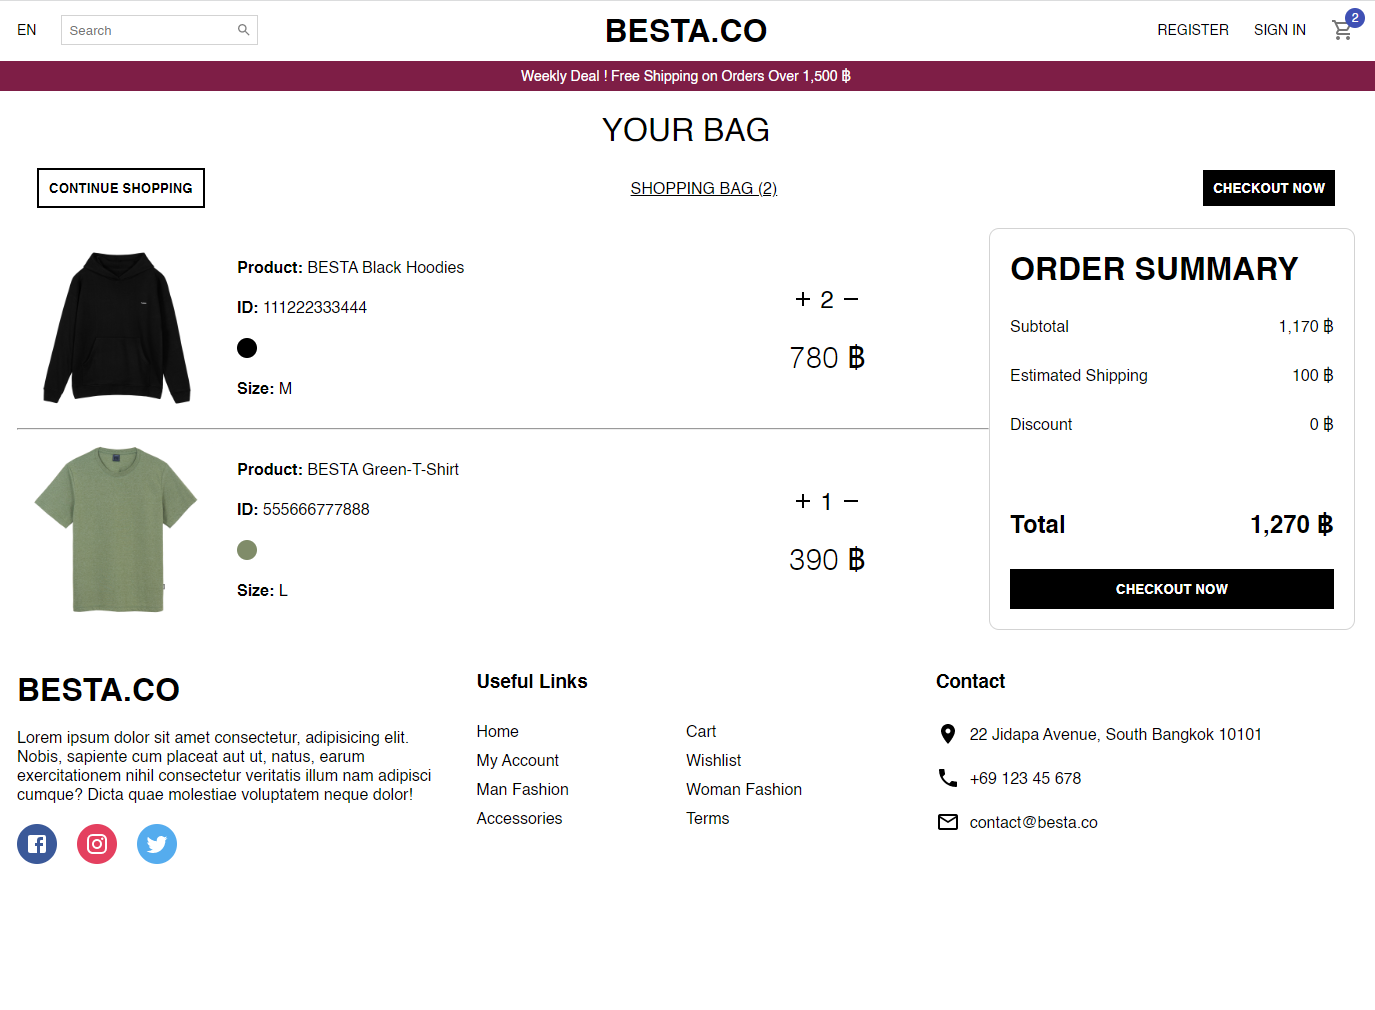 EN
Search
BESTA.CO
REGISTER
SIGN IN
2
Weekly Deal ! Free Shipping on Orders Over 1,500 ฿
YOUR BAG
CONTINUE SHOPPING
SHOPPING BAG (2)
CHECKOUT NOW
Product: BESTA Black Hoodies
ID: 111222333444
Size: M
+ 2 −
780 ฿
Product: BESTA Green-T-Shirt
ID: 555666777888
Size: L
+ 1 −
390 ฿
ORDER SUMMARY
Subtotal 1,170 ฿
Estimated Shipping 100 ฿
Discount 0 ฿
Total 1,270 ฿
CHECKOUT NOW
BESTA.CO
Lorem ipsum dolor sit amet consectetur, adipisicing elit.
Nobis, sapiente cum placeat aut ut, natus, earum
exercitationem nihil consectetur veritatis illum nam adipisci
cumque? Dicta quae molestiae voluptatem neque dolor!
Useful Links
Home Cart
My Account Wishlist
Man Fashion Woman Fashion
Accessories Terms
Contact
22 Jidapa Avenue, South Bangkok 10101
+69 123 45 678
contact@besta.co